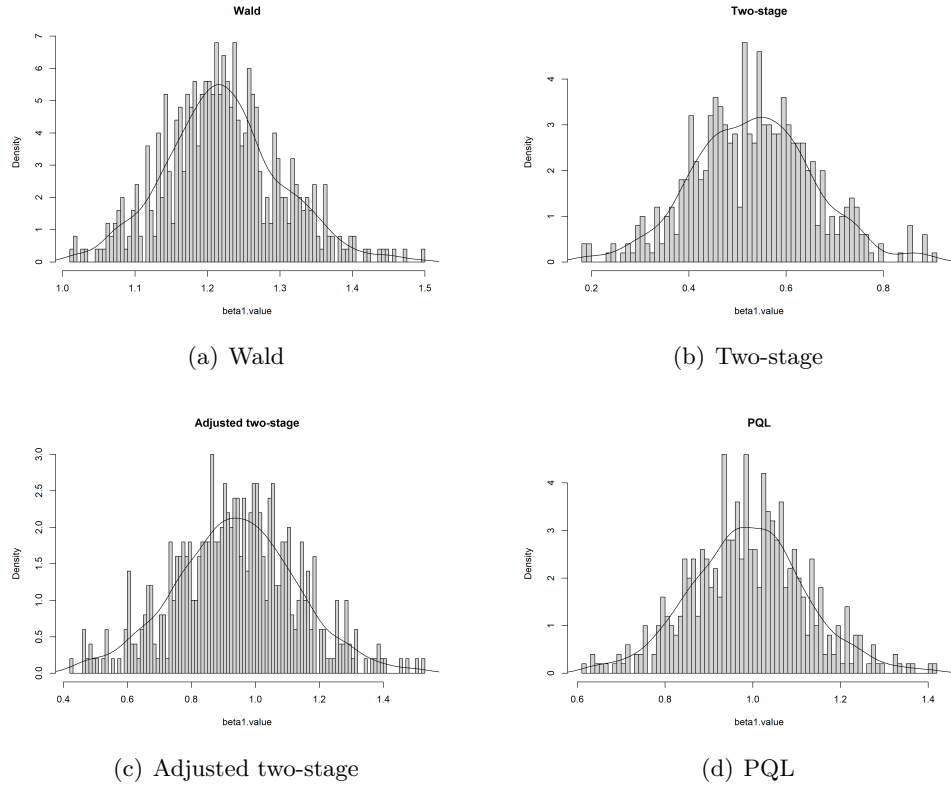 Wald
Density
0 1 2 3 4 5 6 7
1.0 1.1 1.2 1.3 1.4 1.5
beta1.value
(a) Wald
Two-stage
Density
0 1 2 3 4
0.2 0.4 0.6 0.8
beta1.value
(b) Two-stage
Adjusted two-stage
Density
0.0 0.5 1.0 1.5 2.0 2.5 3.0
0.4 0.6 0.8 1.0 1.2 1.4
beta1.value
(c) Adjusted two-stage
PQL
Density
0 1 2 3 4
0.6 0.8 1.0 1.2 1.4
beta1.value
(d) PQL